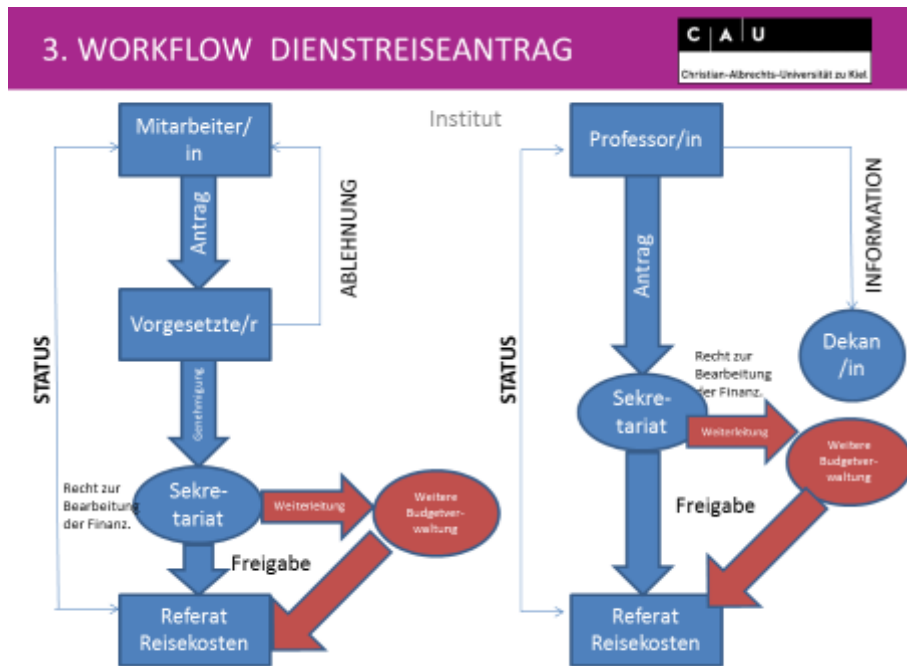 3. WORKFLOW DIENSTREISEANTRAG
C A U
Christian-Albrechts-Universität zu Kiel
Institut
Mitarbeiter/
in
Antrag
ABLEHNUNG
Vorgesetzte/r
STATUS
Genehmigung
Recht zur
Bearbeitung
der Finanz.
Sekre-
tariat
Weiterleitung
Weitere
Budgetver-
waltung
Freigabe
Referat
Reisekosten
Professor/in
Antrag
INFORMATION
STATUS
Dekan
/in
Recht zur
Bearbeitung
der Finanz.
Sekre-
tariat
Weiterleitung
Weitere
Budgetver-
waltung
Freigabe
Referat
Reisekosten